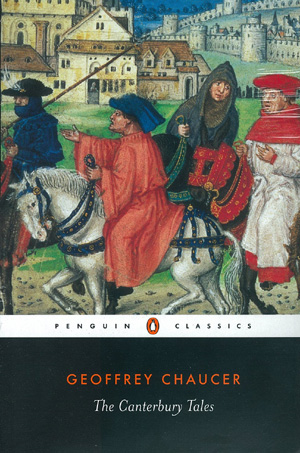 PENGUIN CLASSICS
GEOFFREY CHAUCER
The Canterbury Tales